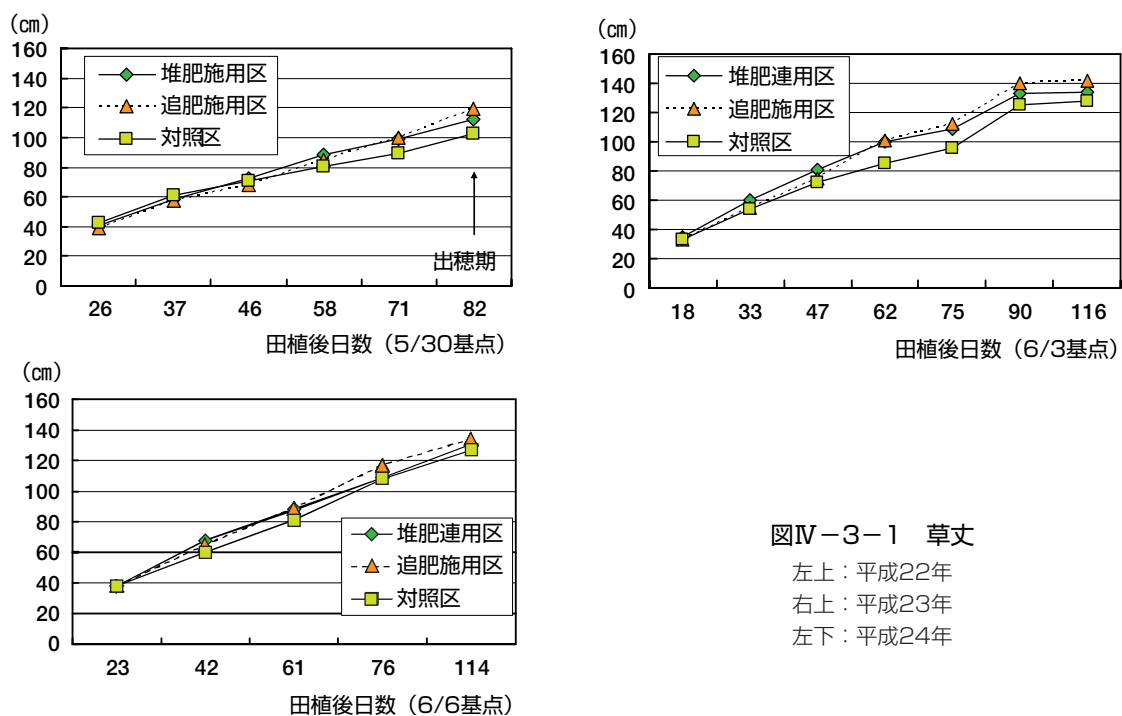 (㎝)
160
140
120
100
80
60
40
20
0
堆肥施用区
追肥施用区
対照区
出穂期
26 37 46 58 71 82
田植後日数（5/30基点）
(㎝)
160
140
120
100
80
60
40
20
0
堆肥連用区
追肥施用区
対照区
18 33 47 62 75 90 116
田植後日数（6/3基点）
(㎝)
160
140
120
100
80
60
40
20
0
堆肥連用区
追肥施用区
対照区
23 42 61 76 114
田植後日数（6/6基点）
図Ⅳ－3－1　草丈
左上：平成22年
右上：平成23年
左下：平成24年